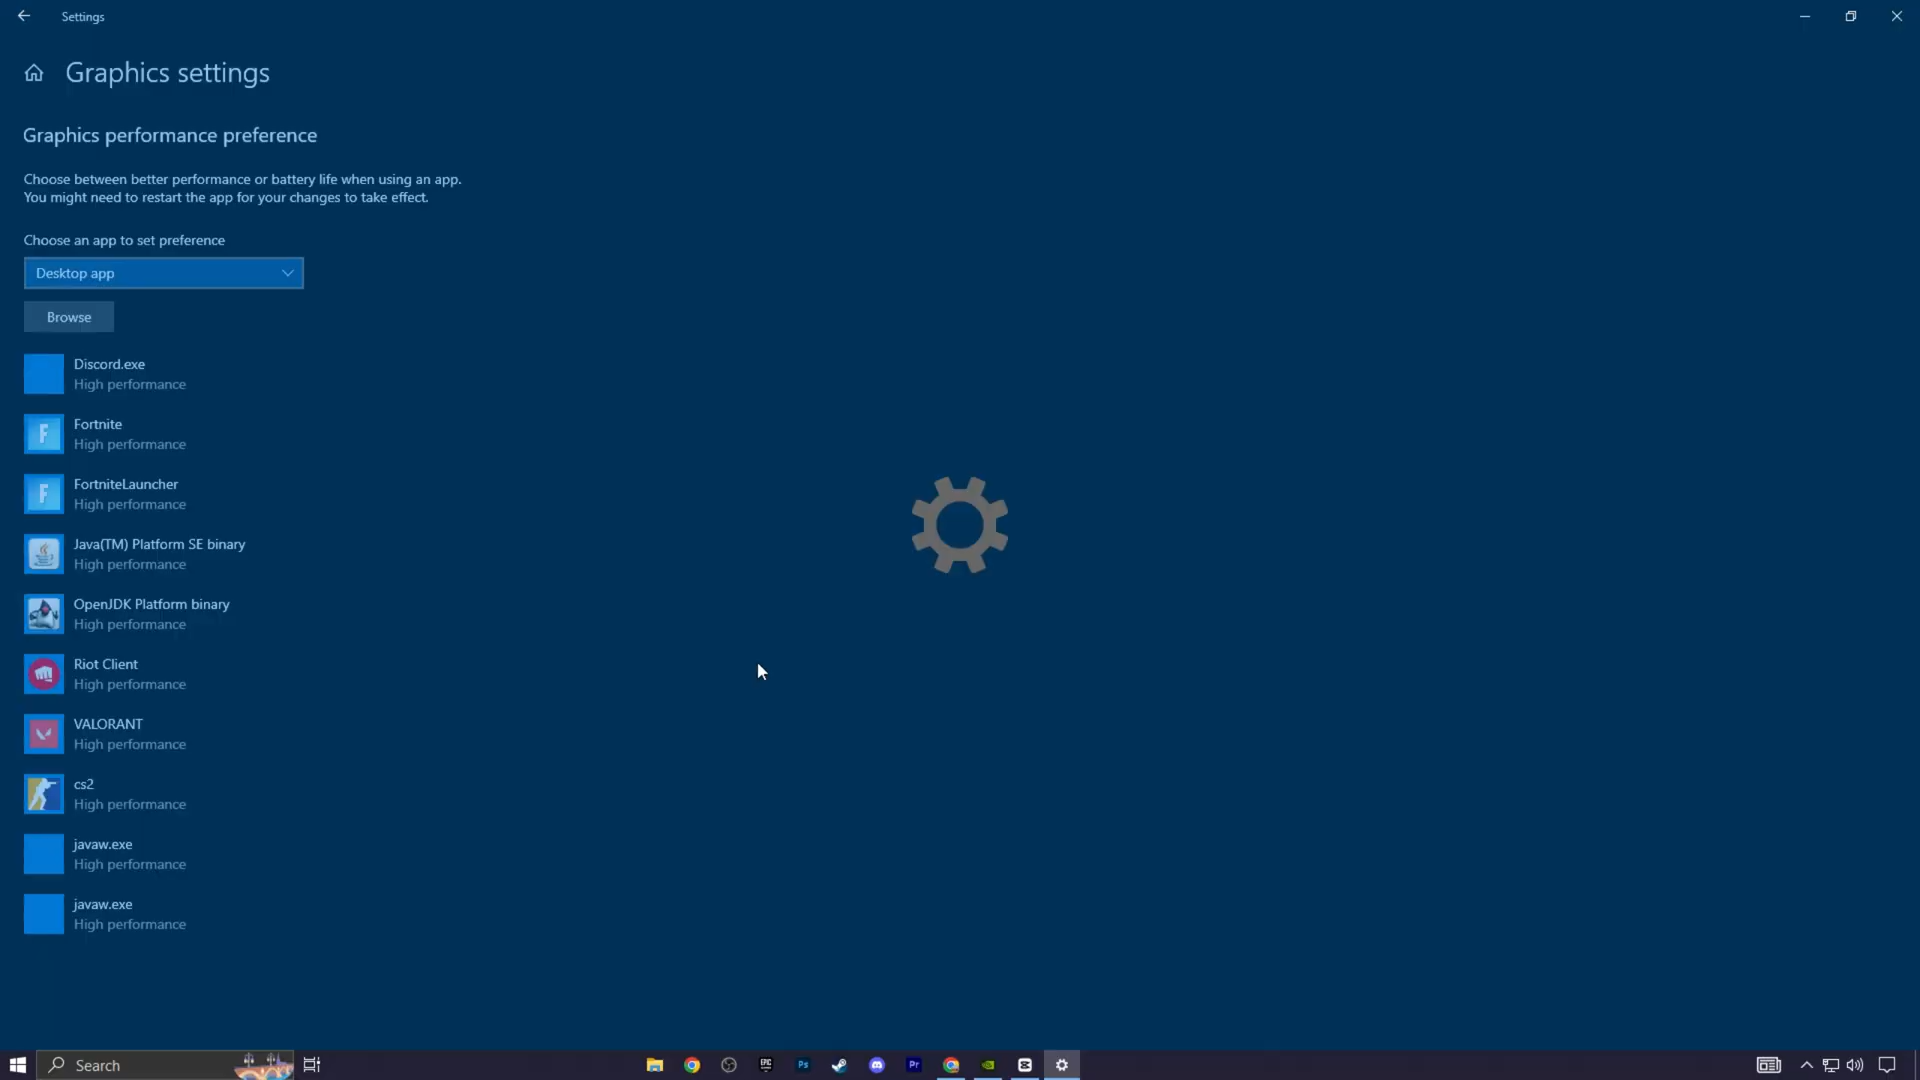 Settings
Graphics settings
Graphics performance preference
Choose between better performance or battery life when using an app.
You might need to restart the app for your changes to take effect.
Choose an app to set preference
Desktop app
Browse
Discord.exe
High performance
F
Fortnite
High performance
F
FortniteLauncher
High performance
Java(TM) Platform SE binary
High performance
OpenJDK Platform binary
High performance
Riot Client
High performance
VALORANT
High performance
cs2
High performance
javaw.exe
High performance
javaw.exe
High performance
Search
EPIC
Ps
Pr